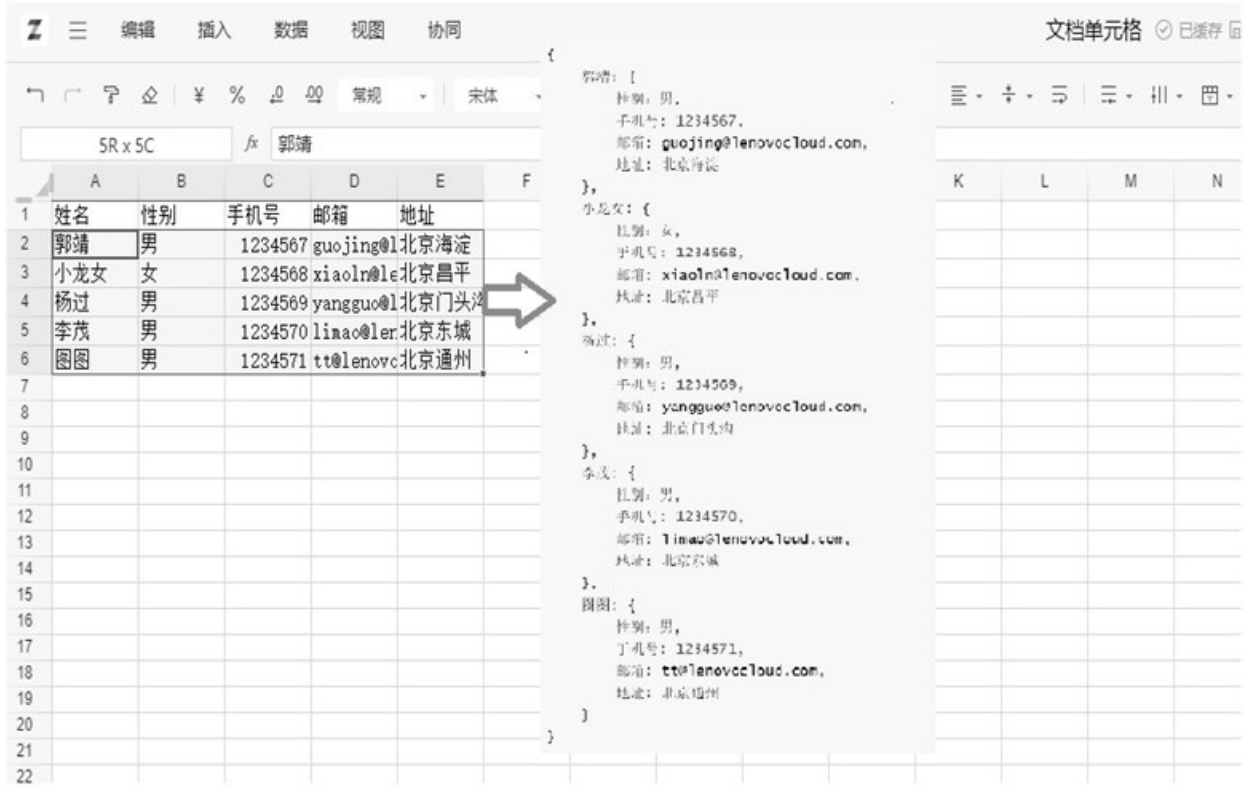 Z 编辑 插入 数据 视图 协同 文档单元格 已缓存
¥ % .0 .00 常规 宋体
5R x 5C fx 郭靖
A B C D E F K L M N
1 姓名 性别 手机号 邮箱 地址
2 郭靖 男 1234567 guojing@l 北京海淀
3 小龙女 女 1234568 xiaoln@le 北京昌平
4 杨过 男 1234569 yangguo@l 北京门头沟
5 李茂 男 1234570 limao@len 北京东城
6 图图 男 1234571 tt@lenovo 北京通州
7
8
9
10
11
12
13
14
15
16
17
18
19
20
21
22
{
郭靖: {
性别: 男,
手机号: 1234567,
邮箱: guojing@lenovocloud.com,
地址: 北京海淀
},
小龙女: {
性别: 女,
手机号: 1234568,
邮箱: xiaoln@lenovocloud.com,
地址: 北京昌平
},
杨过: {
性别: 男,
手机号: 1234569,
邮箱: yangguo@lenovocloud.com,
地址: 北京门头沟
},
李茂: {
性别: 男,
手机号: 1234570,
邮箱: limao@lenovocloud.com,
地址: 北京东城
},
图图: {
性别: 男,
手机号: 1234571,
邮箱: tt@lenovocloud.com,
地址: 北京通州
}
}